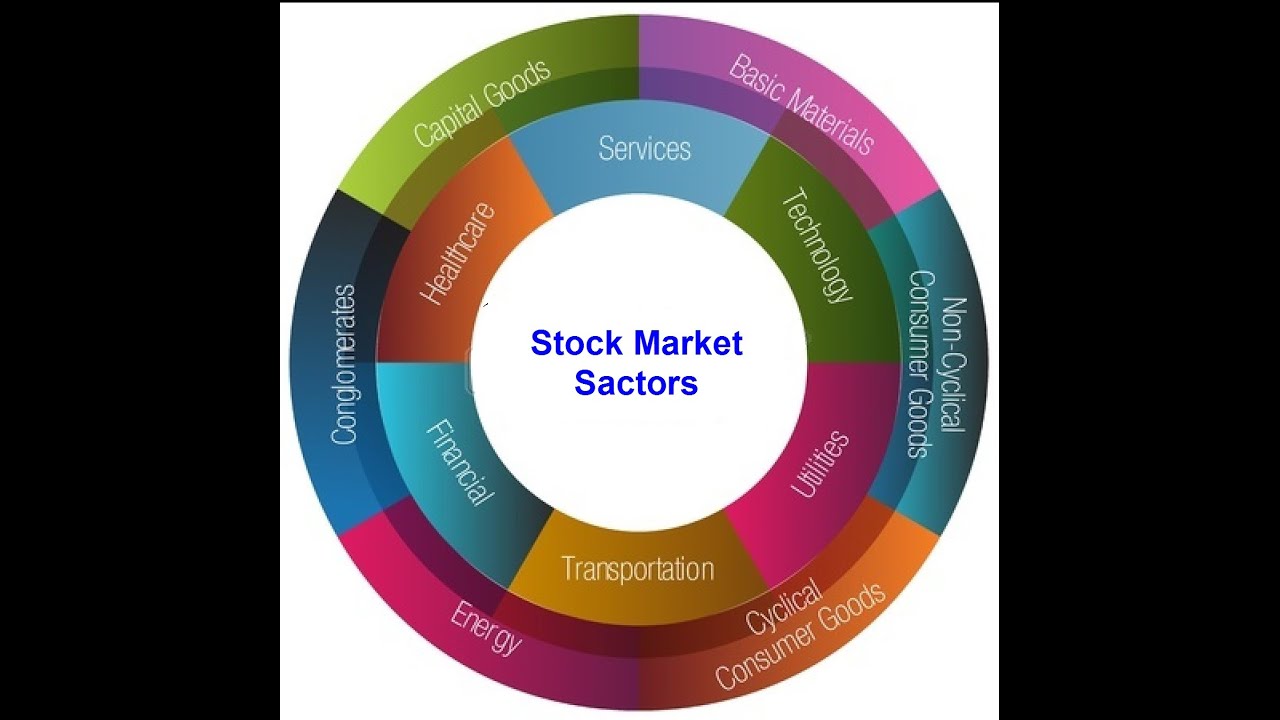 Capital Goods
Basic Materials
Services
Healthcare
Technology
Conglomerates
Non-Cyclical
Consumer Goods
Stock Market
Sactors
Financial
Utilities
Transportation
Energy
Cyclical
Consumer Goods